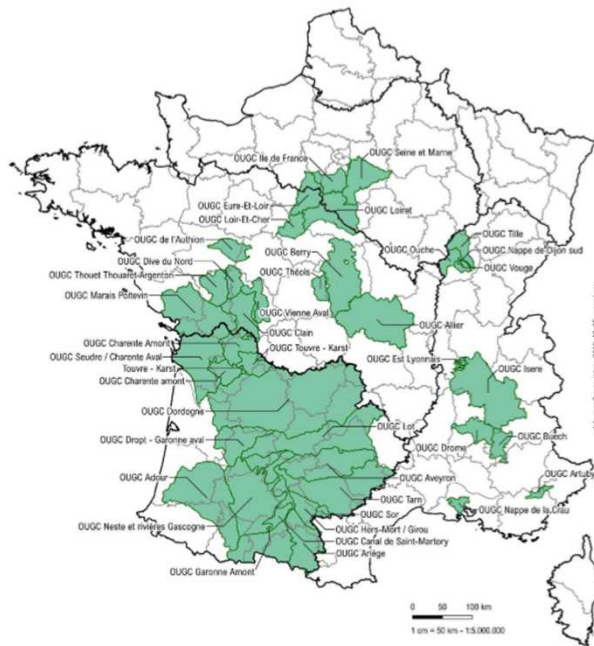 OUGC Ile de France
OUGC Seine et Marne
OUGC Eure-Et-Loir
OUGC Loir-Et-Cher
OUGC Loiret
OUGC de l'Authion
OUGC Dive du Nord
OUGC Thouet Thouaret-Argenton
OUGC Marais Poitevin
OUGC Berry
OUGC Théols
OUGC Ouche
OUGC Tille
OUGC Nappe de Dijon sud
OUGC Vouge
OUGC Vienne Aval
OUGC Clain
OUGC Allier
OUGC Charente Amont
OUGC Touvre - Karst
OUGC Seudre / Charente Aval
Touvre - Karst
OUGC Charente amont
OUGC Est Lyonnais
OUGC Isere
OUGC Dordogne
OUGC Dropt - Garonne aval
OUGC Lot
OUGC Drome
OUGC Buech
OUGC Adour
OUGC Aveyron
OUGC Artuby
OUGC Tarn
OUGC Nappe de la Crau
OUGC Sor
OUGC Neste et rivières Gascogne
OUGC Hers-Mort / Girou
OUGC Canal de Saint-Martory
OUGC Ariége
OUGC Garonne Amont
0 50 100 km
1 cm = 50 km - 1:5.000.000